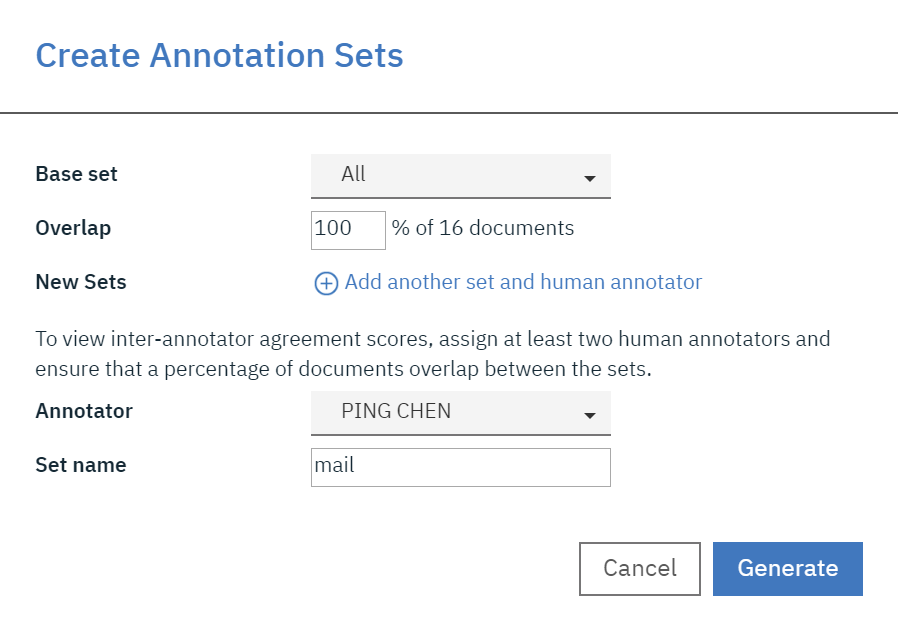 Create Annotation Sets
Base set All
Overlap 100 % of 16 documents
New Sets Add another set and human annotator
To view inter-annotator agreement scores, assign at least two human annotators and
ensure that a percentage of documents overlap between the sets.
Annotator PING CHEN
Set name mail
Cancel Generate